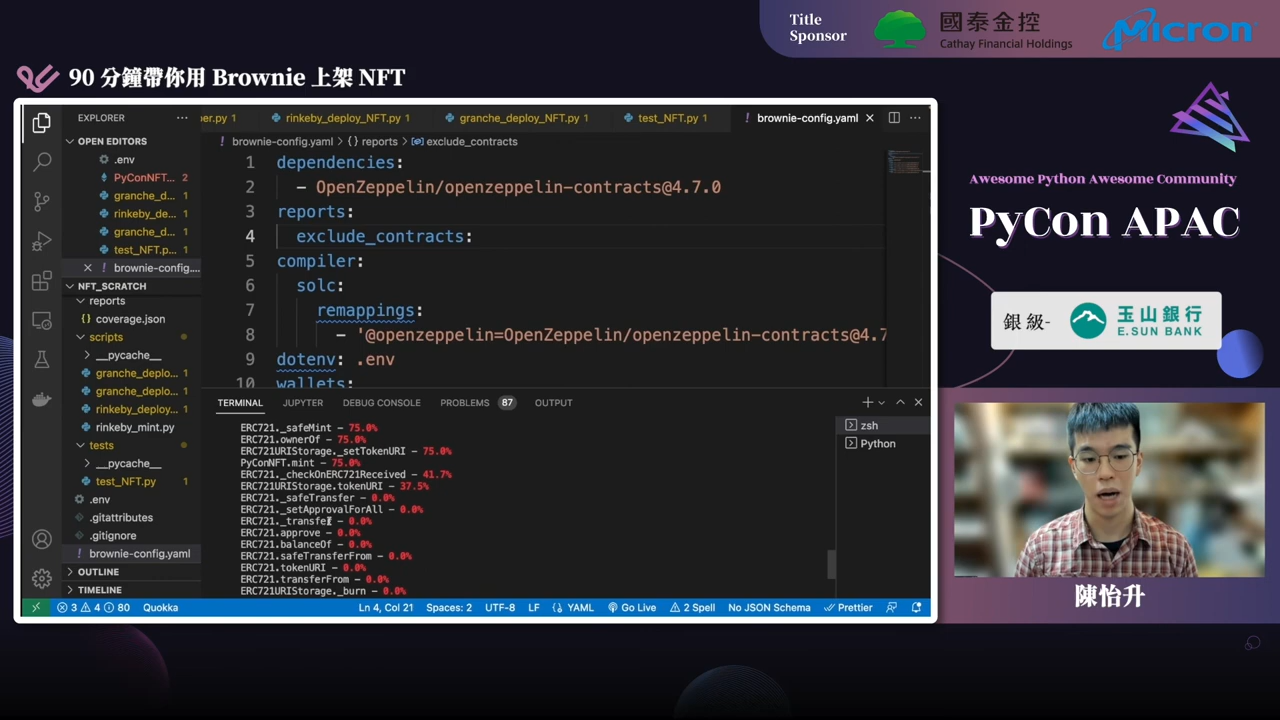 Title
Sponsor
國泰金控
Cathay Financial Holdings
Micron
90 分鐘帶你用 Brownie 上架 NFT
EXPLORER
OPEN EDITORS
.env
PyConNFT... 2
granche_d... 1
rinkeby_de... 1
granche_d... 1
test_NFT.p... 1
brownie-config....
NFT_SCRATCH
reports
coverage.json
scripts
__pycache__
granche_deplo... 1
granche_deplo... 1
rinkeby_deploy... 1
rinkeby_mint.py
tests
__pycache__
test_NFT.py 1
.env
.gitattributes
.gitignore
brownie-config.yaml
OUTLINE
TIMELINE
per.py 1 rinkeby_deploy_NFT.py 1 granche_deploy_NFT.py 1 test_NFT.py 1 brownie-config.yaml
brownie-config.yaml > {} reports > exclude_contracts
1 dependencies:
2 - OpenZeppelin/openzeppelin-contracts@4.7.0
3 reports:
4 exclude_contracts:
5 compiler:
6 solc:
7 remappings:
8 - '@openzeppelin=OpenZeppelin/openzeppelin-contracts@4.7
9 dotenv: .env
10 wallets:
TERMINAL JUPYTER DEBUG CONSOLE PROBLEMS 87 OUTPUT
ERC721._safeMint - 75.0%
ERC721.ownerOf - 75.0%
ERC721URIStorage._setTokenURI - 75.0%
PyConNFT.mint - 75.0%
ERC721._checkOnERC721Received - 41.7%
ERC721URIStorage.tokenURI - 37.5%
ERC721._safeTransfer - 0.0%
ERC721._setApprovalForAll - 0.0%
ERC721._transfer - 0.0%
ERC721.approve - 0.0%
ERC721.balanceOf - 0.0%
ERC721.safeTransferFrom - 0.0%
ERC721.tokenURI - 0.0%
ERC721.transferFrom - 0.0%
ERC721URIStorage._burn - 0.0%
zsh
Python
3 4 80 Quokka Ln 4, Col 21 Spaces: 2 UTF-8 LF YAML Go Live 2 Spell No JSON Schema Prettier
Awesome Python Awesome Community
PyCon APAC
銀級-
玉山銀行
E.SUN BANK
陳怡升